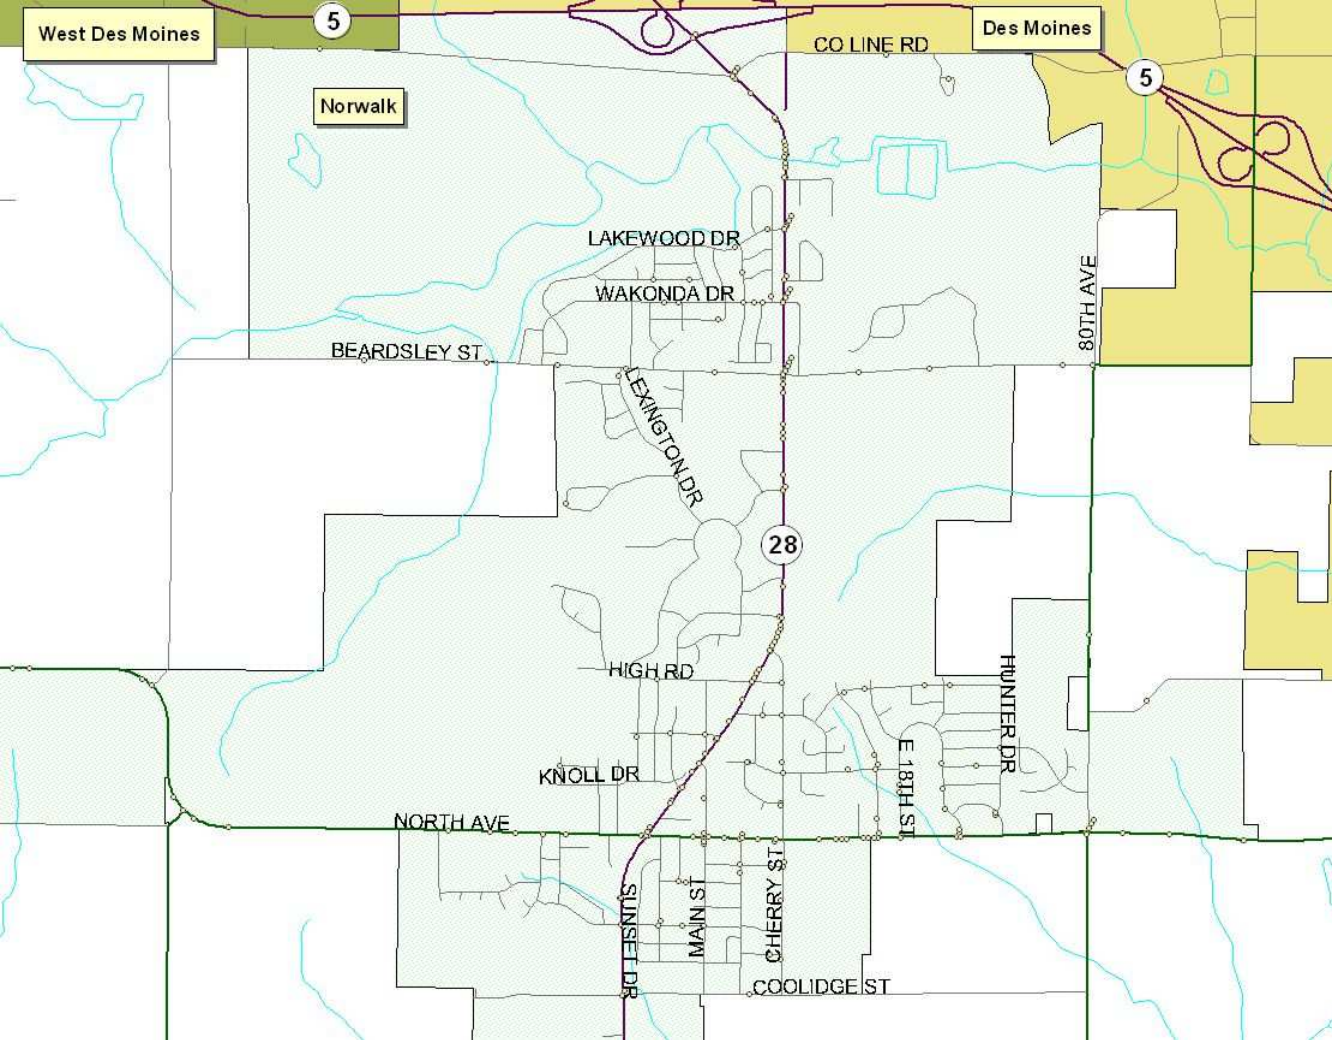 West Des Moines
5
Des Moines
CO LINE RD
5
Norwalk
LAKEWOOD DR
80TH AVE
WAKONDA DR
BEARDSLEY ST
LEXINGTON DR
28
HIGH RD
HUNTER DR
E 18TH ST
KNOLL DR
NORTH AVE
SUNSET DR
MAIN ST
CHERRY ST
COOLIDGE ST